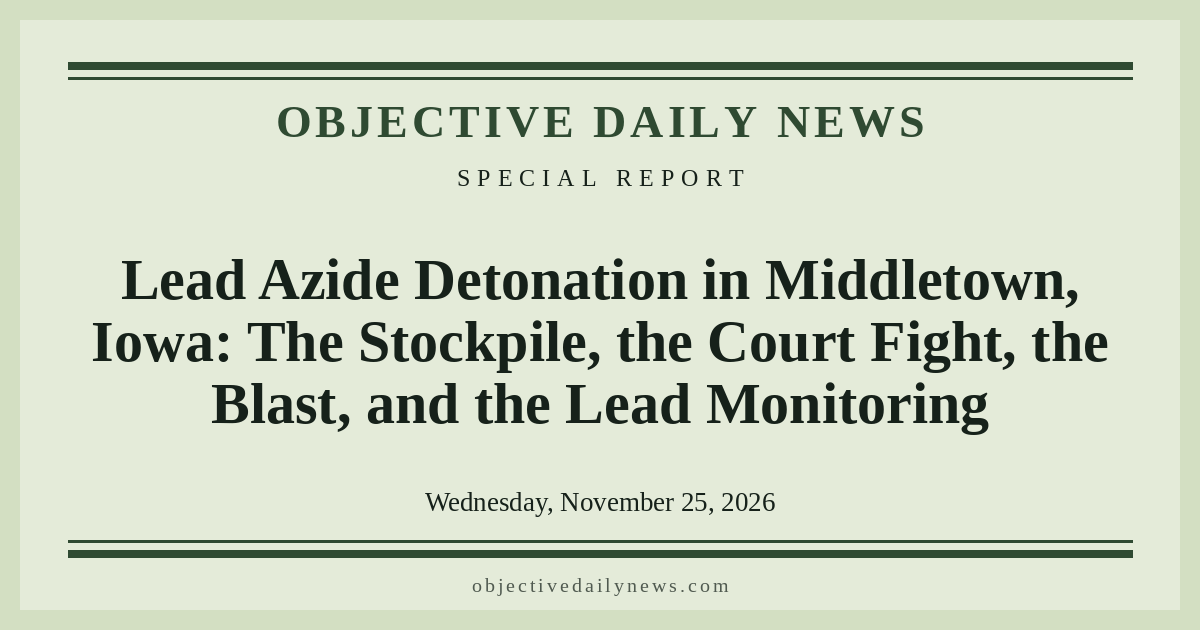 OBJECTIVE DAILY NEWS
SPECIAL REPORT
Lead Azide Detonation in Middletown,
Iowa: The Stockpile, the Court Fight, the
Blast, and the Lead Monitoring
Wednesday, November 25, 2026
objectivedailynews.com